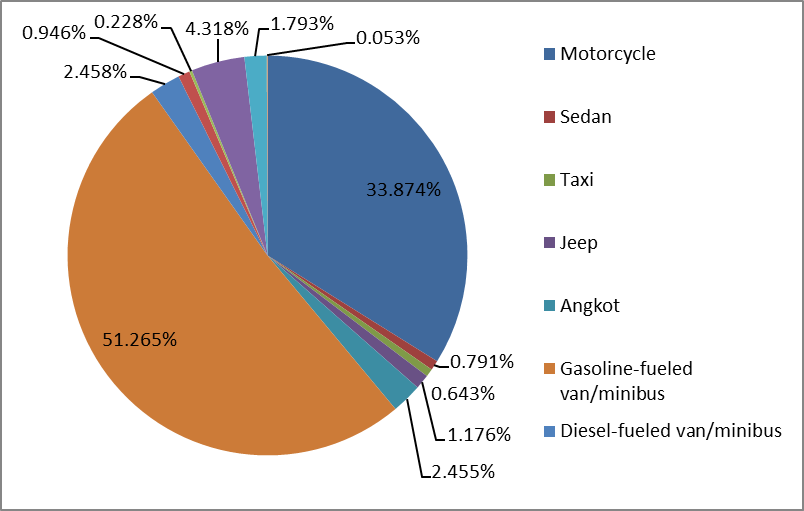 0.228%
4.318%
1.793%
0.946%
0.053%
2.458%
33.874%
51.265%
0.791%
0.643%
1.176%
2.455%
Motorcycle
Sedan
Taxi
Jeep
Angkot
Gasoline-fueled
van/minibus
Diesel-fueled van/minibus